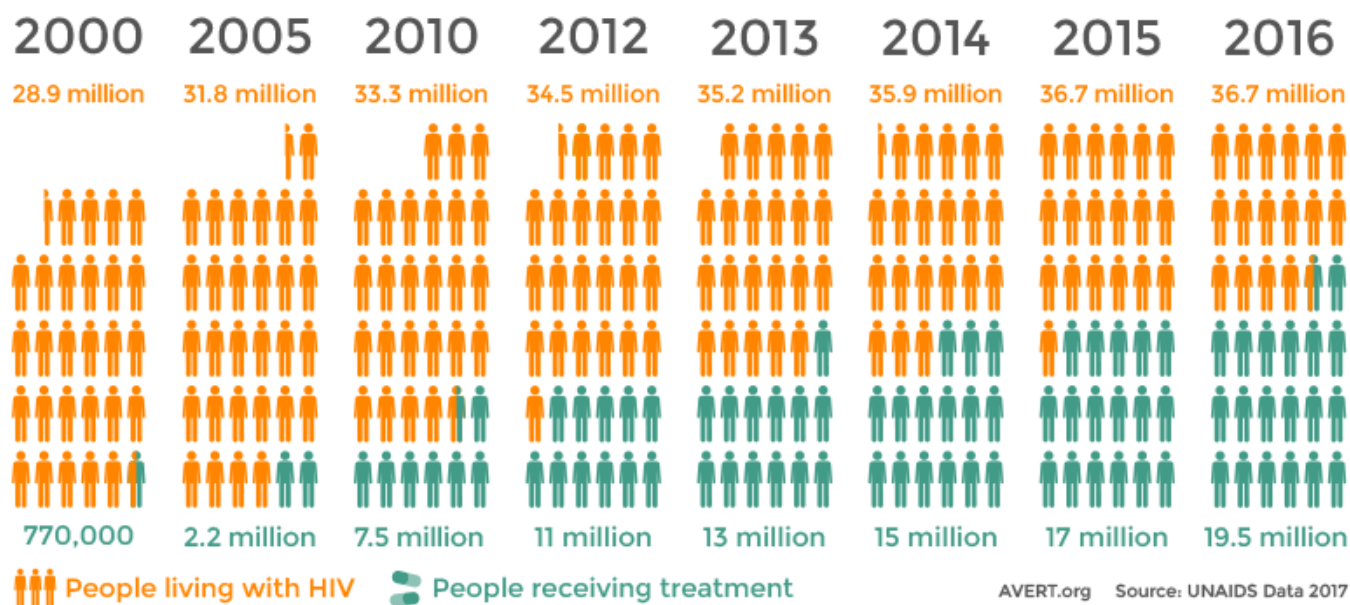 2000 2005 2010 2012 2013 2014 2015 2016
28.9 million 31.8 million 33.3 million 34.5 million 35.2 million 35.9 million 36.7 million 36.7 million
770,000 2.2 million 7.5 million 11 million 13 million 15 million 17 million 19.5 million
People living with HIV People receiving treatment AVERT.org Source: UNAIDS Data 2017